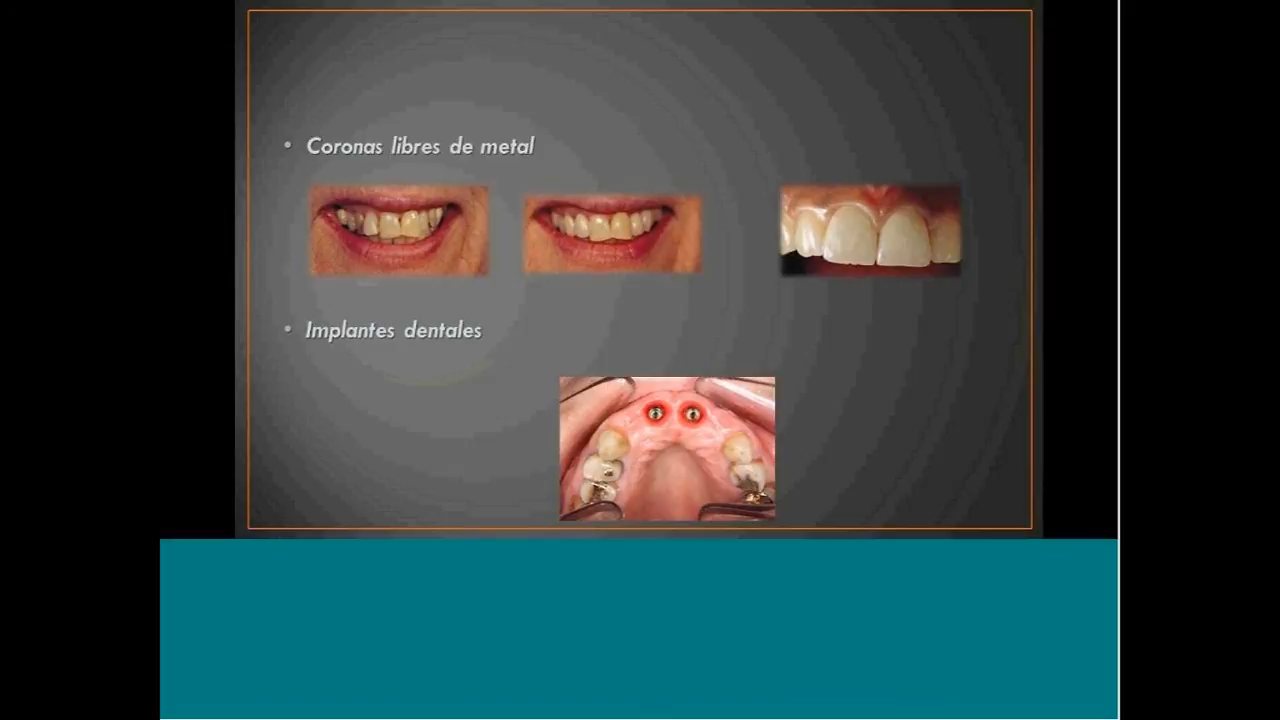 • Coronas libres de metal
• Implantes dentales